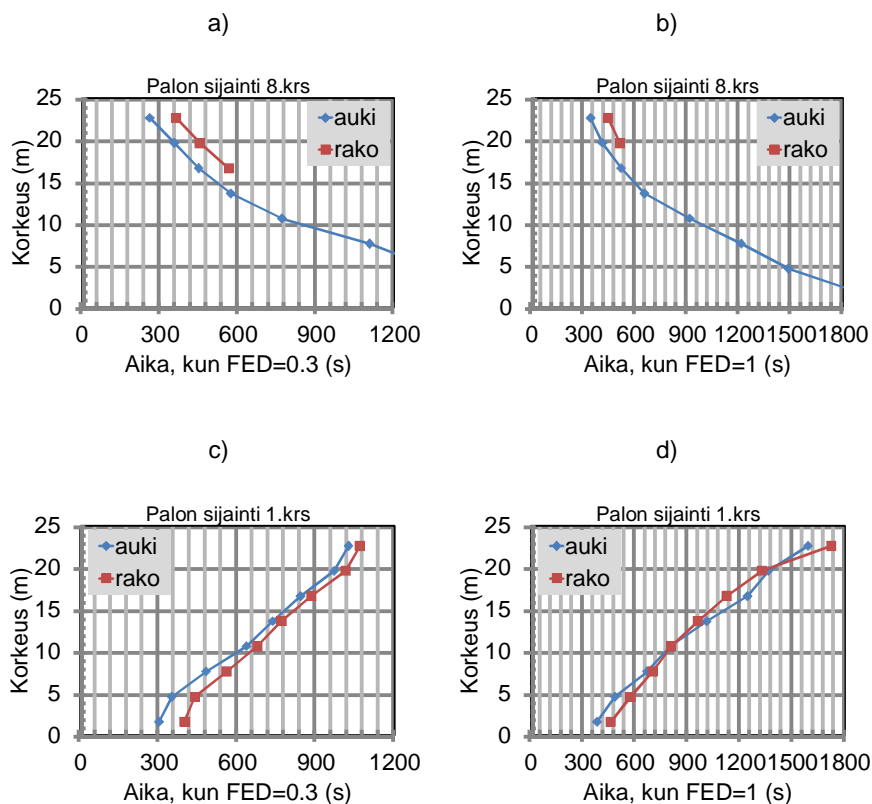 a)
Palon sijainti 8.krs
25
20
15
10
5
0
Korkeus (m)
auki
rako
0 300 600 900 1200
Aika, kun FED=0.3 (s)
b)
Palon sijainti 8.krs
25
20
15
10
5
0
Korkeus (m)
auki
rako
0 300 600 900 1200 1500 1800
Aika, kun FED=1 (s)
c)
Palon sijainti 1.krs
25
20
15
10
5
0
Korkeus (m)
auki
rako
0 300 600 900 1200
Aika, kun FED=0.3 (s)
d)
Palon sijainti 1.krs
25
20
15
10
5
0
Korkeus (m)
auki
rako
0 300 600 900 1200 1500 1800
Aika, kun FED=1 (s)